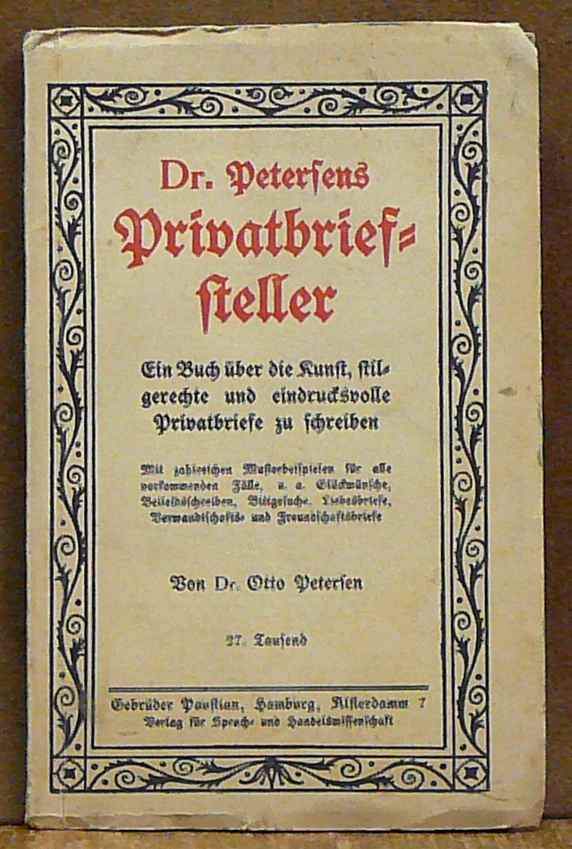 Dr. Petersens
Privatbrief-
steller
Ein Buch über die Kunst, stil-
gerechte und eindrucksvolle
Privatbriefe zu schreiben
Mit zahlreichen Musterbeispielen für alle
vorkommenden Fälle, u. a. Glückwünsche,
Beileidsschreiben, Bittgesuche, Liebesbriefe,
Verwandtschafts- und Freundschaftsbriefe
Von Dr. Otto Petersen
27. Tausend
Gebrüder Paustian, Hamburg, Alsterdamm 7
Verlag für Sprach- und Handelswissenschaft